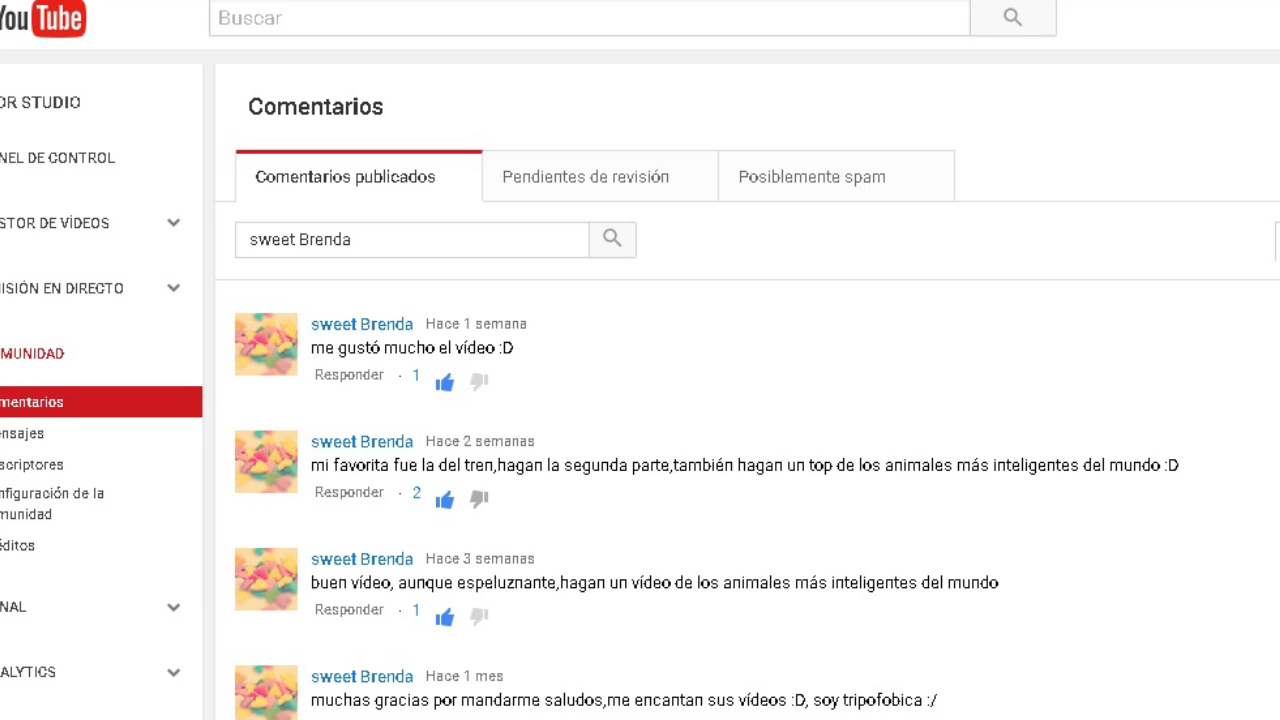 You Tube
Buscar
OR STUDIO
NEL DE CONTROL
STOR DE VÍDEOS
ISIÓN EN DIRECTO
MUNIDAD
mentarios
ensajes
scriptores
nfiguración de la
munidad
éditos
NAL
ALYTICS
Comentarios
Comentarios publicados
Pendientes de revisión
Posiblemente spam
sweet Brenda
sweet Brenda Hace 1 semana
me gustó mucho el vídeo :D
Responder · 1
sweet Brenda Hace 2 semanas
mi favorita fue la del tren,hagan la segunda parte,también hagan un top de los animales más inteligentes del mundo :D
Responder · 2
sweet Brenda Hace 3 semanas
buen vídeo, aunque espeluznante,hagan un vídeo de los animales más inteligentes del mundo
Responder · 1
sweet Brenda Hace 1 mes
muchas gracias por mandarme saludos,me encantan sus vídeos :D, soy tripofobica :/